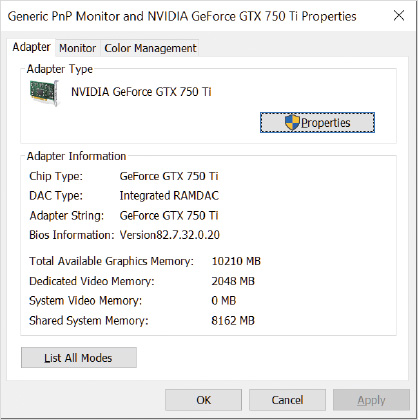 Generic PnP Monitor and NVIDIA GeForce GTX 750 Ti Properties
Adapter Monitor Color Management
Adapter Type
NVIDIA GeForce GTX 750 Ti
Properties
Adapter Information
Chip Type: GeForce GTX 750 Ti
DAC Type: Integrated RAMDAC
Adapter String: GeForce GTX 750 Ti
Bios Information: Version82.7.32.0.20
Total Available Graphics Memory: 10210 MB
Dedicated Video Memory: 2048 MB
System Video Memory: 0 MB
Shared System Memory: 8162 MB
List All Modes
OK Cancel Apply